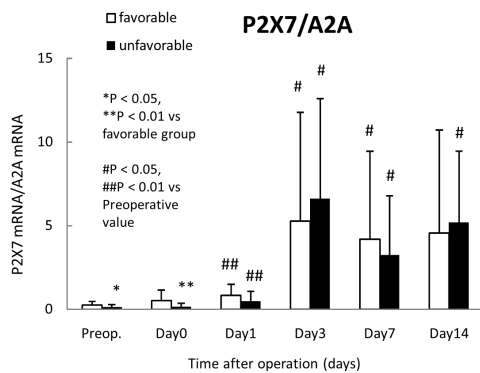 favorable
unfavorable
P2X7/A2A
15
10
5
0
P2X7 mRNA/A2A mRNA
*P < 0.05,
**P < 0.01 vs
favorable group
#P < 0.05,
##P < 0.01 vs
Preoperative
value
*
**
##
##
#
#
#
#
#
Preop.
Day0
Day1
Day3
Day7
Day14
Time after operation (days)